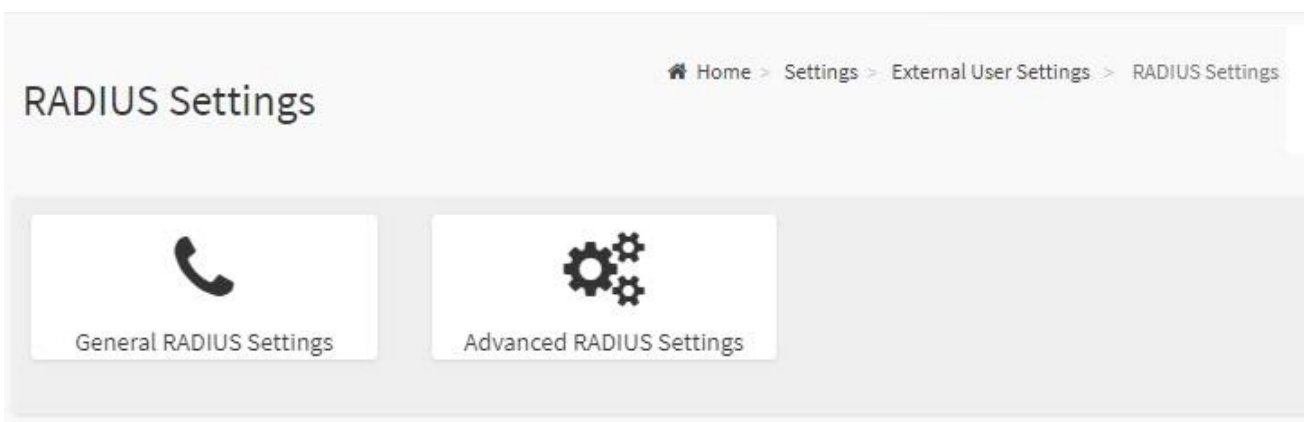 Home > Settings > External User Settings > RADIUS Settings
RADIUS Settings
General RADIUS Settings
Advanced RADIUS Settings